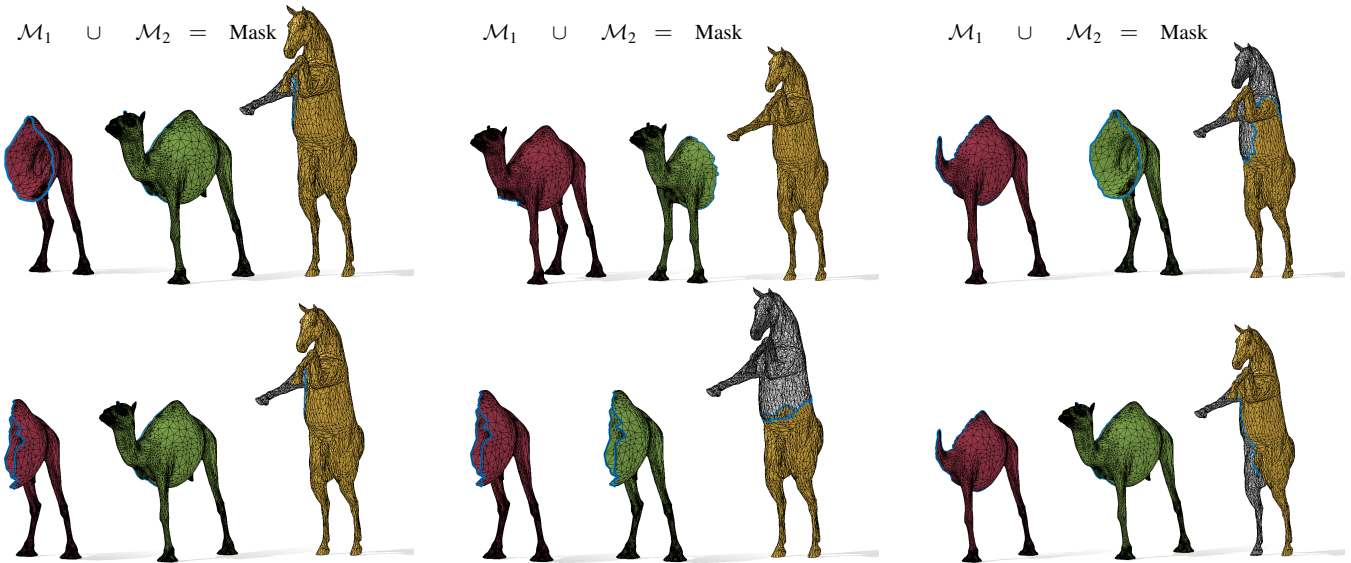 ℳ₁ ∪ ℳ₂ = Mask
ℳ₁ ∪ ℳ₂ = Mask
ℳ₁ ∪ ℳ₂ = Mask